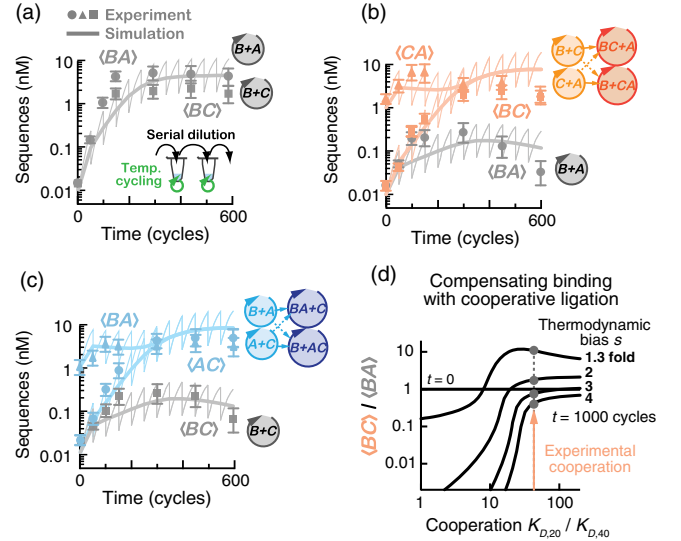 (a)
Experiment
Simulation
⟨BA⟩
⟨BC⟩
B+A
B+C
Serial dilution
Temp.
cycling
Sequences (nM)
10
1
0.1
0.01
0
600
Time (cycles)
(b)
⟨CA⟩
⟨BC⟩
⟨BA⟩
B+C
BC+A
C+A
B+CA
B+A
Sequences (nM)
10
1
0.1
0.01
0
600
Time (cycles)
(c)
⟨BA⟩
⟨AC⟩
⟨BC⟩
B+A
BA+C
A+C
B+AC
B+C
Sequences (nM)
10
1
0.1
0.01
0
600
Time (cycles)
(d)
Compensating binding
with cooperative ligation
Thermodynamic
bias s
1.3 fold
2
3
4
t = 0
t = 1000 cycles
Experimental
cooperation
⟨BC⟩ / ⟨BA⟩
10
1
0.1
0.01
1
10
100
Cooperation K_D,20 / K_D,40